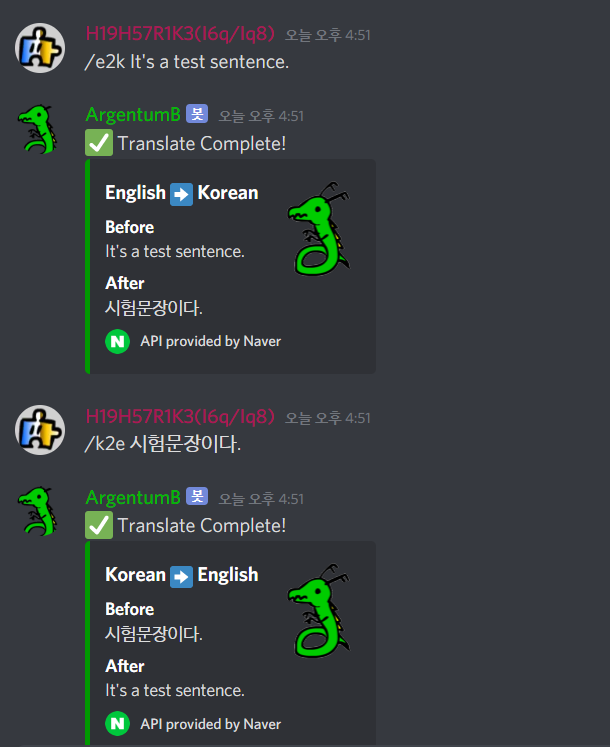 H19H57R1K3(I6q/Iq8) 오늘 오후 4:51
/e2k It's a test sentence.
ArgentumB 봇 오늘 오후 4:51
Translate Complete!
English Korean
Before
It's a test sentence.
After
시험문장이다.
N API provided by Naver
H19H57R1K3(I6q/Iq8) 오늘 오후 4:51
/k2e 시험문장이다.
ArgentumB 봇 오늘 오후 4:51
Translate Complete!
Korean English
Before
시험문장이다.
After
It's a test sentence.
N API provided by Naver